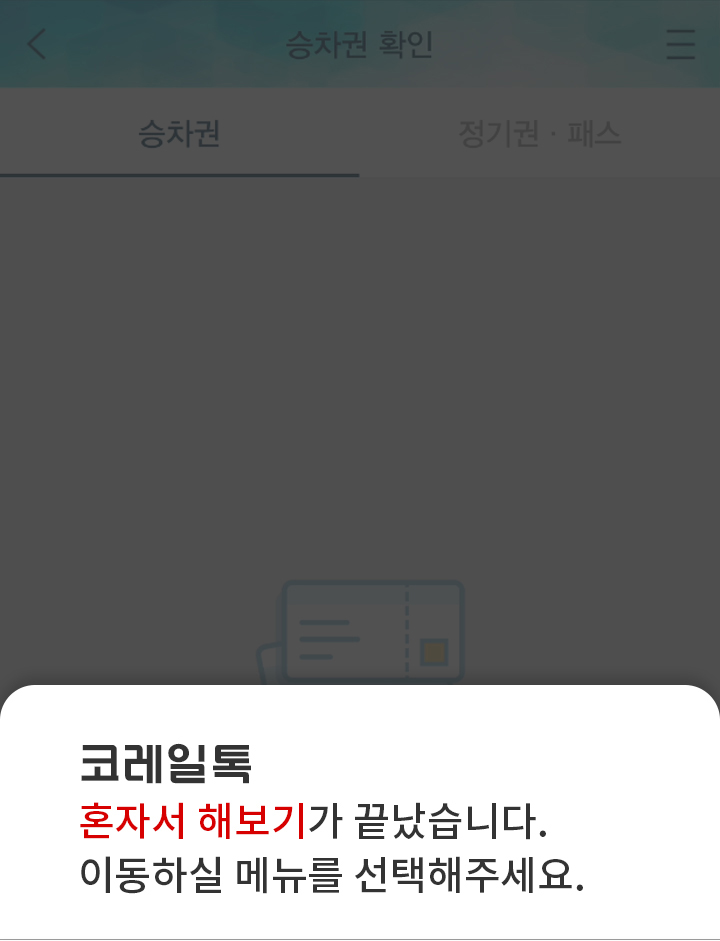 승차권 확인
승차권
정기권 · 패스
코레일톡
혼자서 해보기가 끝났습니다.
이동하실 메뉴를 선택해주세요.